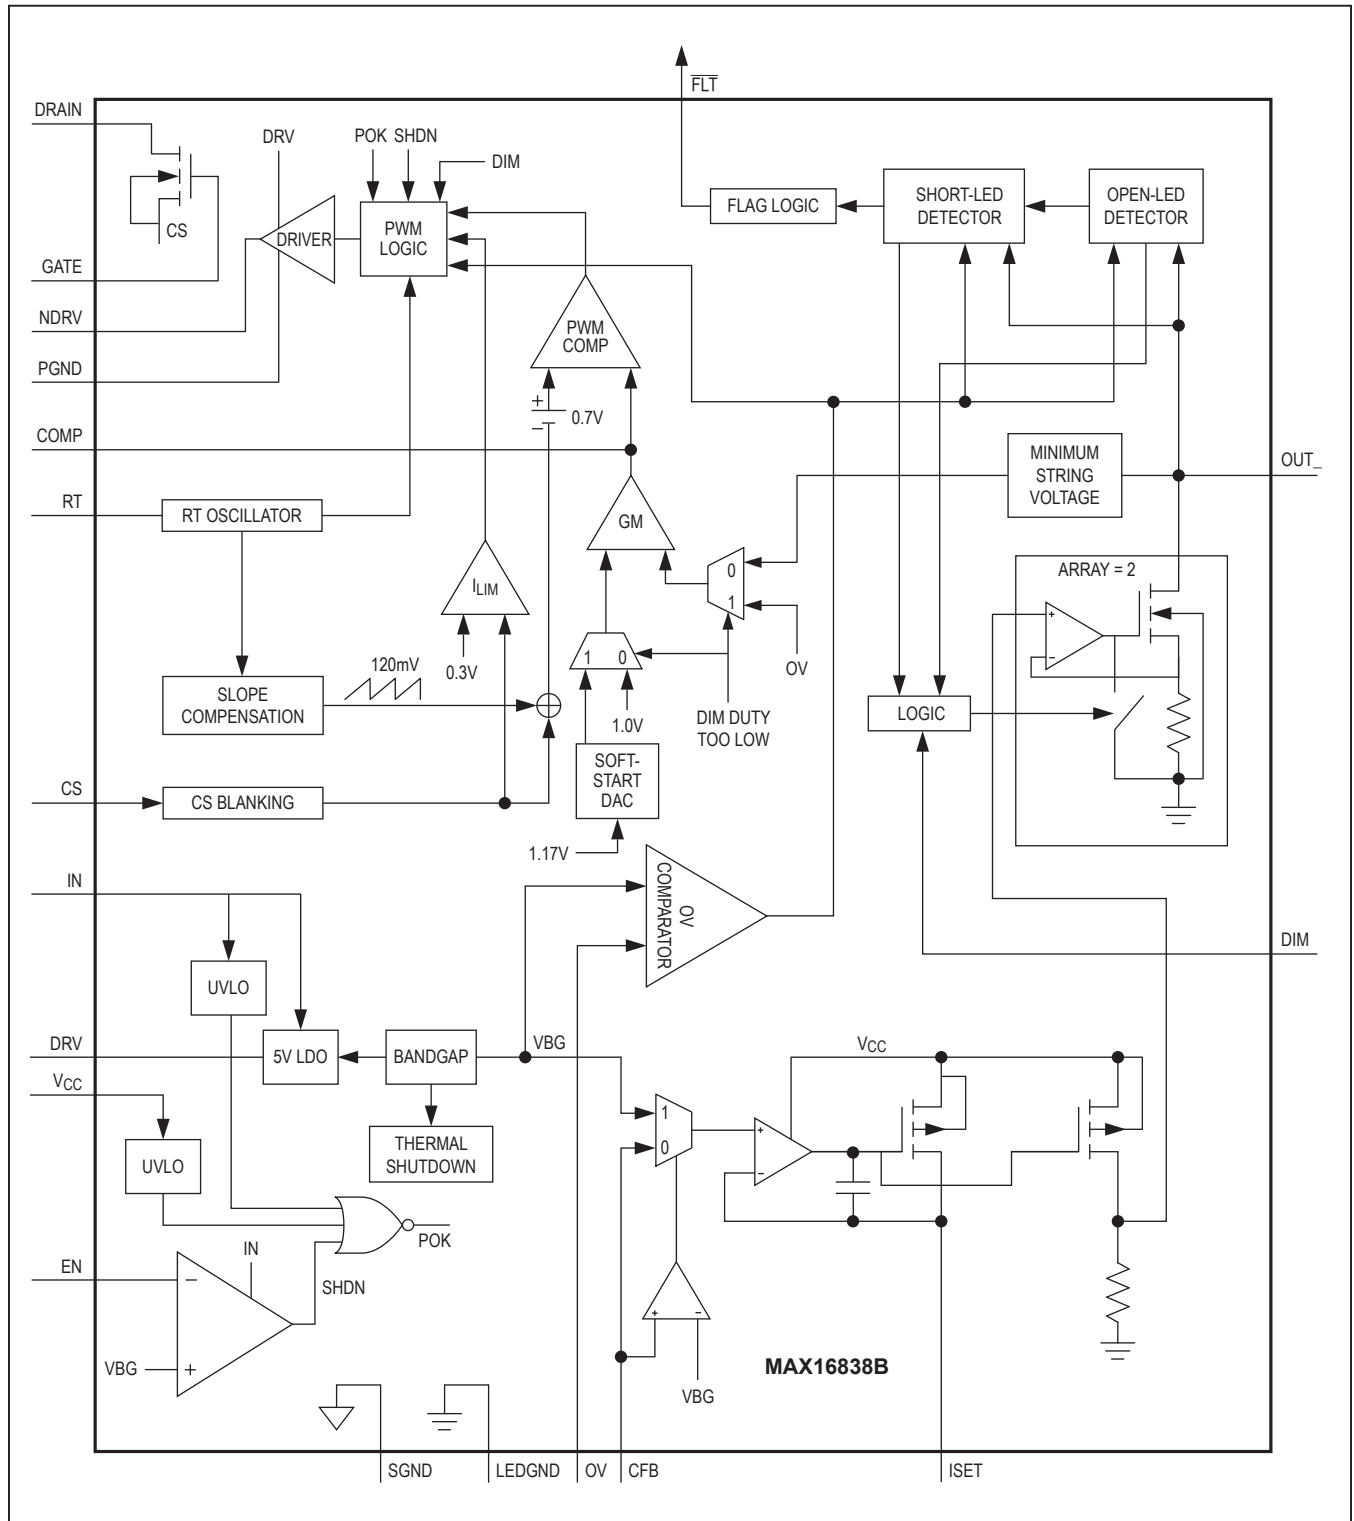 FLT
DRAIN
DRV
POK SHDN
DIM
CS
GATE
DRIVER
PWM
LOGIC
FLAG LOGIC
SHORT-LED
DETECTOR
OPEN-LED
DETECTOR
NDRV
PGND
COMP
RT
PWM
COMP
+
−
0.7V
MINIMUM
STRING
VOLTAGE
OUT_
RT OSCILLATOR
GM
0
1
ILIM
0.3V
1 0
1.0V
OV
ARRAY = 2
+
−
120mV
SLOPE
COMPENSATION
DIM DUTY
TOO LOW
LOGIC
SOFT-
START
DAC
CS
CS BLANKING
1.17V
IN
OV
COMPARATOR
DIM
UVLO
DRV
5V LDO
BANDGAP
VBG
VCC
VCC
THERMAL
SHUTDOWN
1
0
+
−
UVLO
POK
EN
IN
−
SHDN
VBG
+
+ −
VBG
MAX16838B
SGND
LEDGND
OV
CFB
ISET